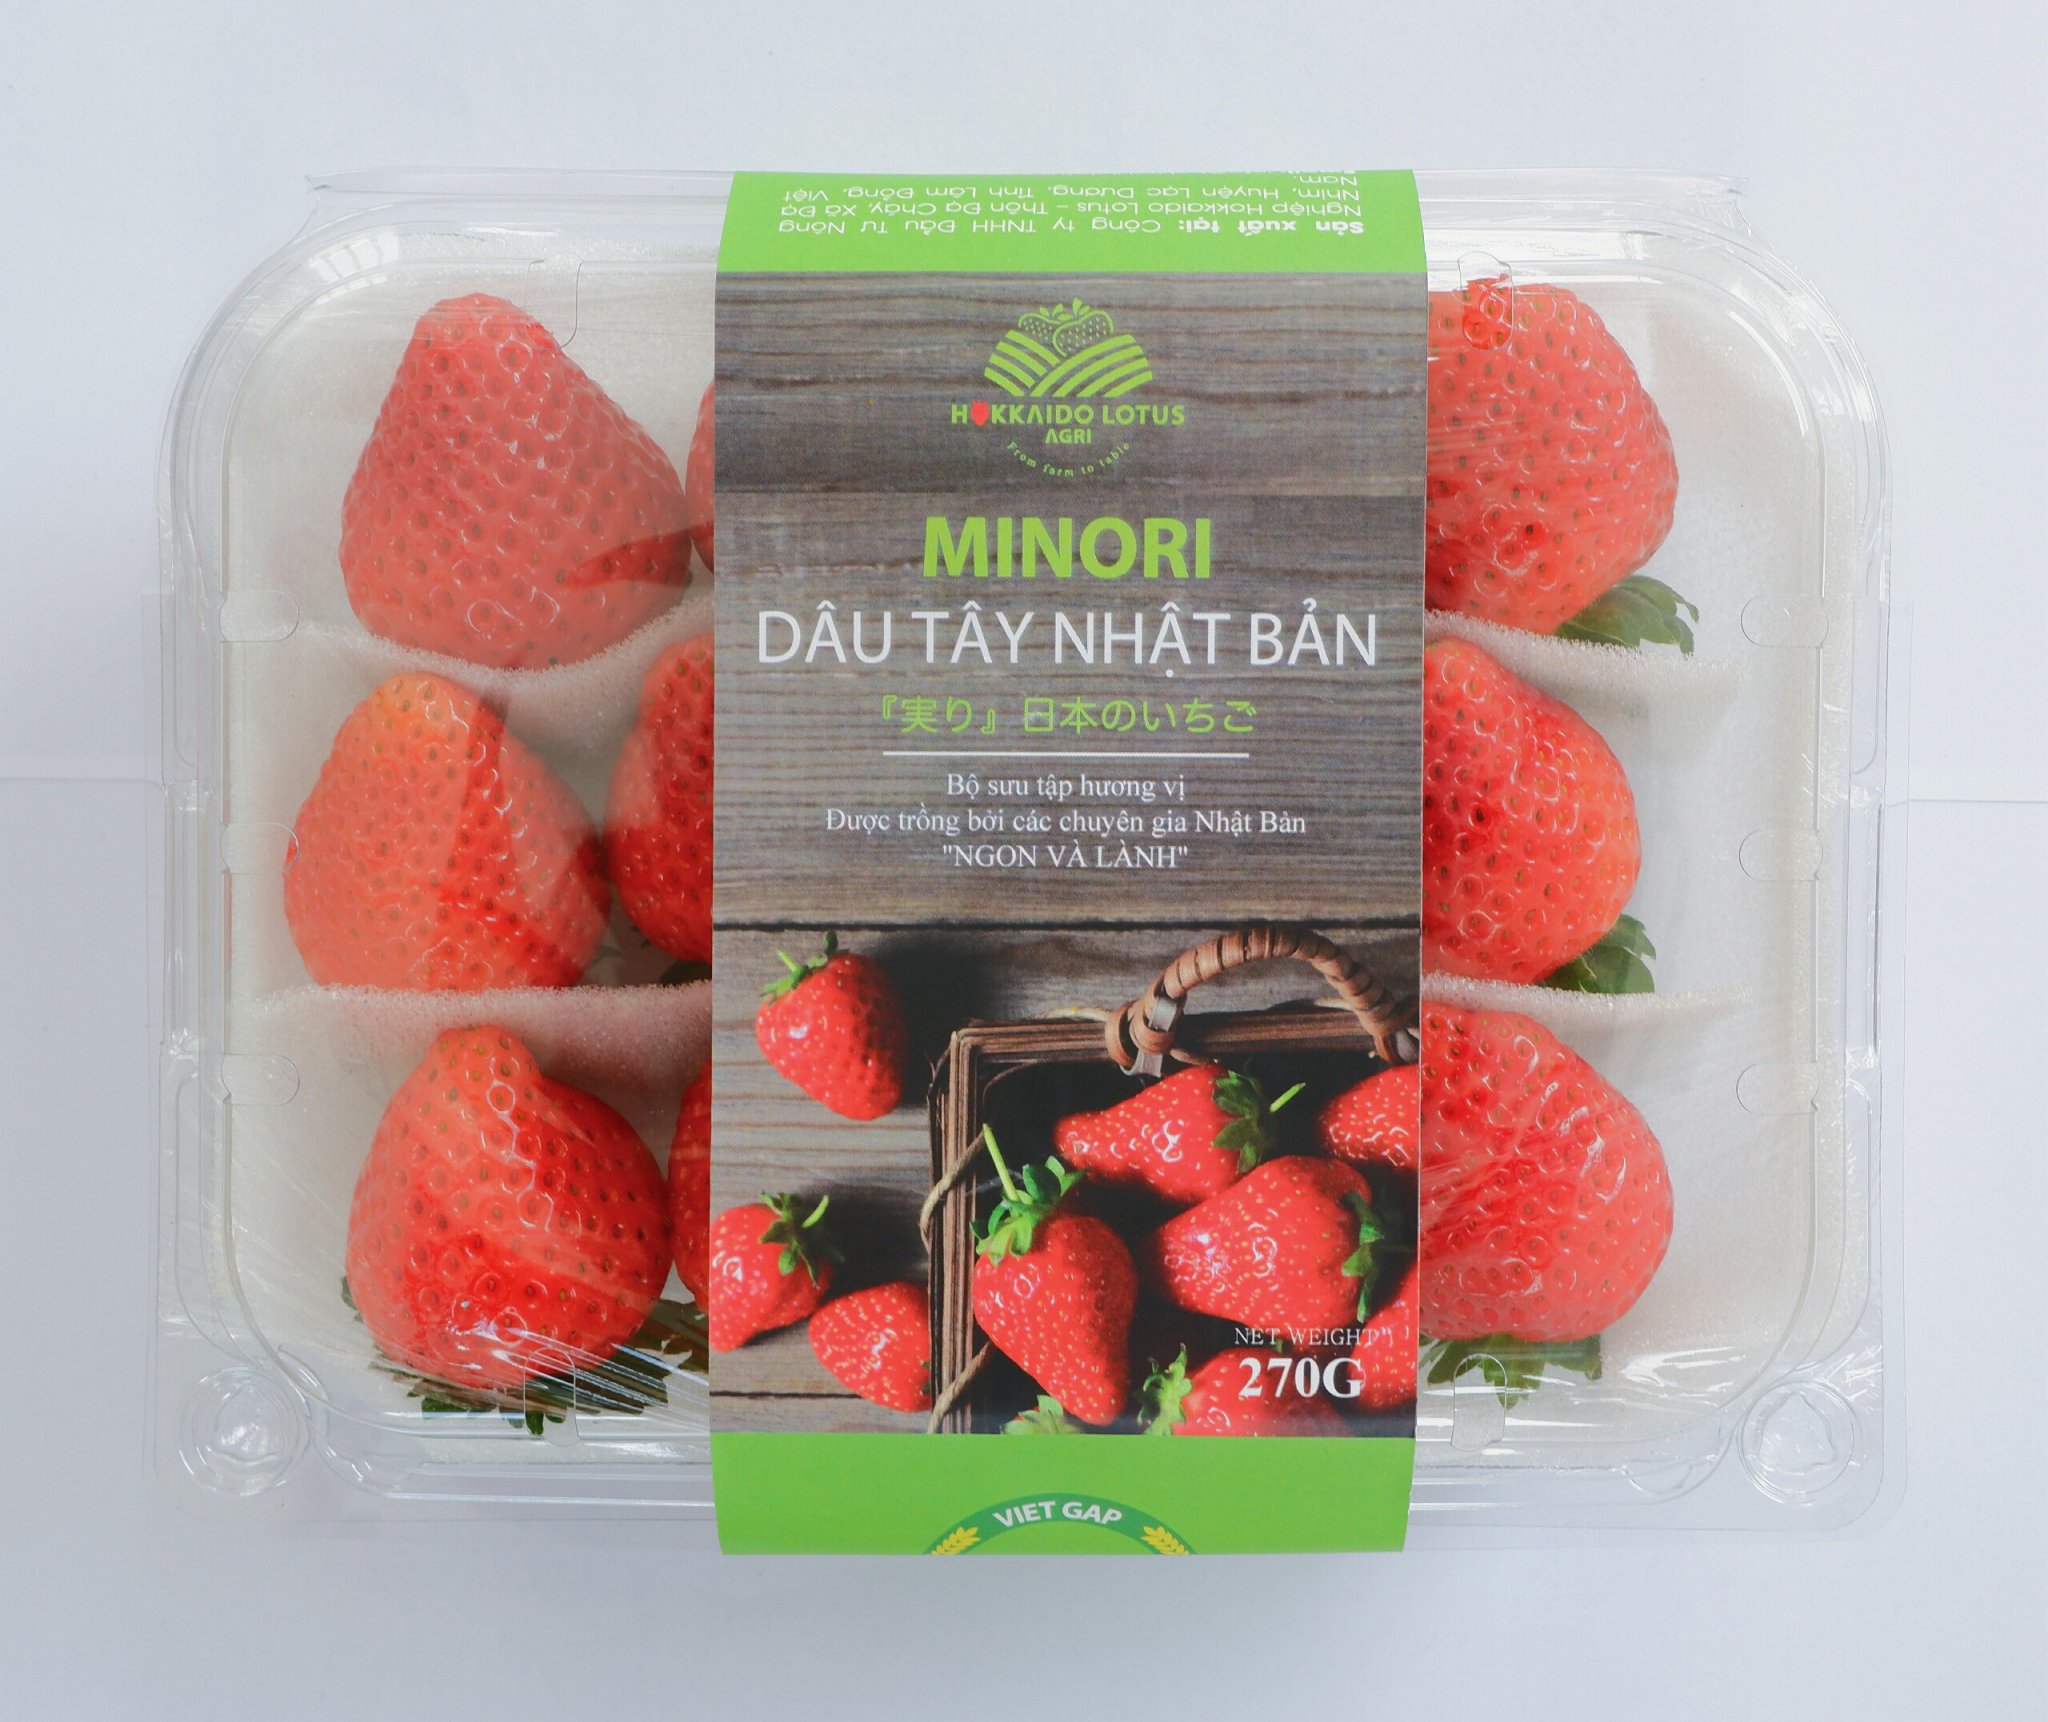 Sản xuất tại: Công ty TNHH Đầu Tư Nông
Nghiệp Hokkaido Lotus – Thôn Đạ Cháy, Xã Đạ
Nhim, Huyện Lạc Dương, Tỉnh Lâm Đồng, Việt
Nam.
HOKKAIDO LOTUS
AGRI
From farm to table
MINORI
DÂU TÂY NHẬT BẢN
『実り』日本のいちご
Bộ sưu tập hương vị
Được trồng bởi các chuyên gia Nhật Bản
"NGON VÀ LÀNH"
NET WEIGHT
270G
VIET GAP